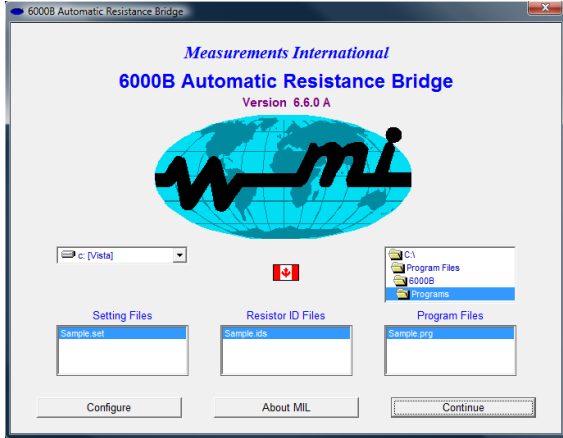 6000B Automatic Resistance Bridge
Measurements International
6000B Automatic Resistance Bridge
Version 6.6.0 A
mi
c: [Vista]
C:\
Program Files
6000B
Programs
Setting Files
Resistor ID Files
Program Files
Sample.set
Sample.ids
Sample.prg
Configure
About MIL
Continue